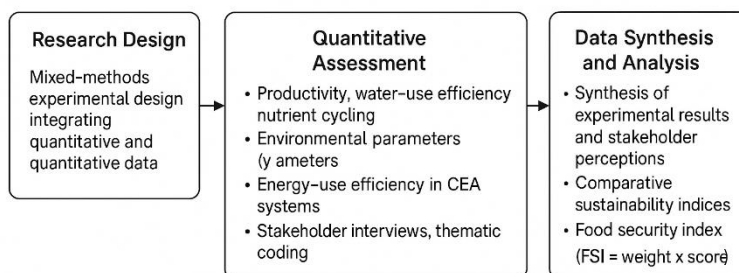 Research Design
Mixed-methods
experimental design
integrating
quantitative and
quantitative data
Quantitative
Assessment
• Productivity, water-use efficiency
nutrient cycling
• Environmental parameters
(y ameters
• Energy-use efficiency in CEA
systems
• Stakeholder interviews, thematic
coding
Data Synthesis
and Analysis
• Synthesis of
experimental results
and stakeholder
perceptions
• Comparative
sustainability indices
• Food security index
(FSI = weight x score)